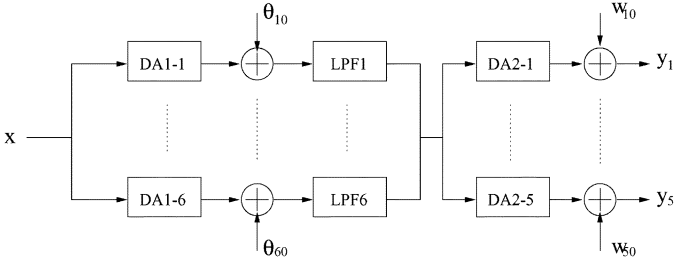 θ10 w10
DA1-1 LPF1 DA2-1 y1
x
DA1-6 LPF6 DA2-5 y5
θ60 w50